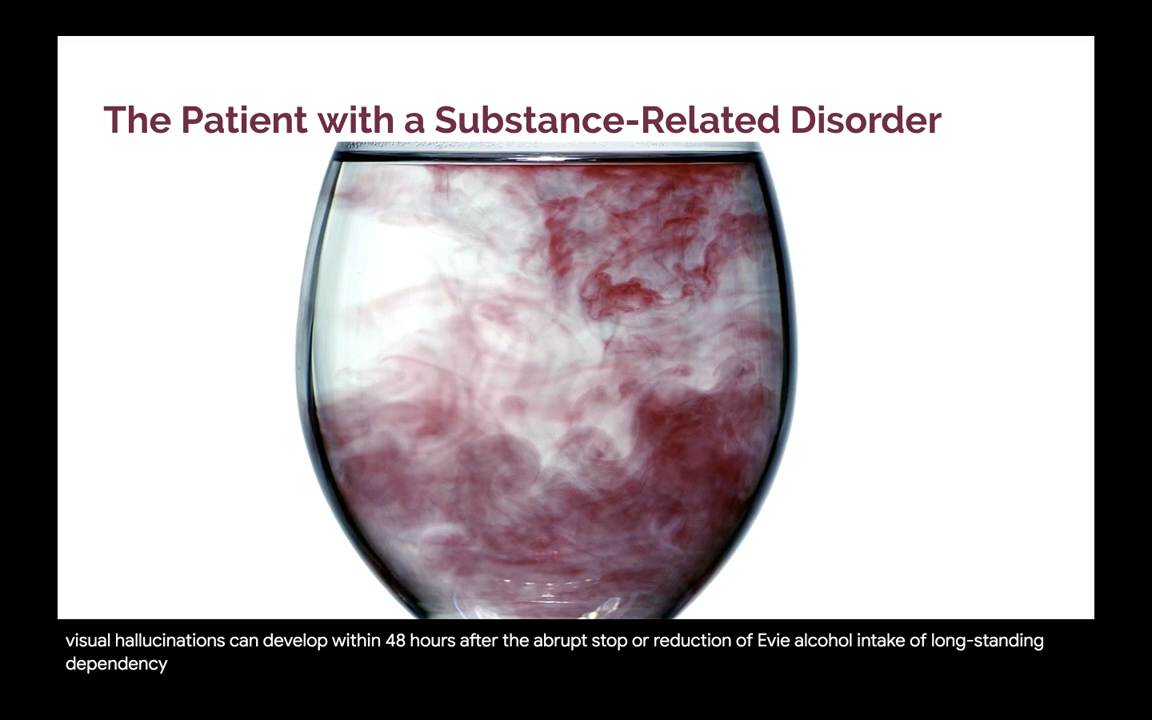 The Patient with a Substance-Related Disorder
visual hallucinations can develop within 48 hours after the abrupt stop or reduction of Evie alcohol intake of long-standing
dependency